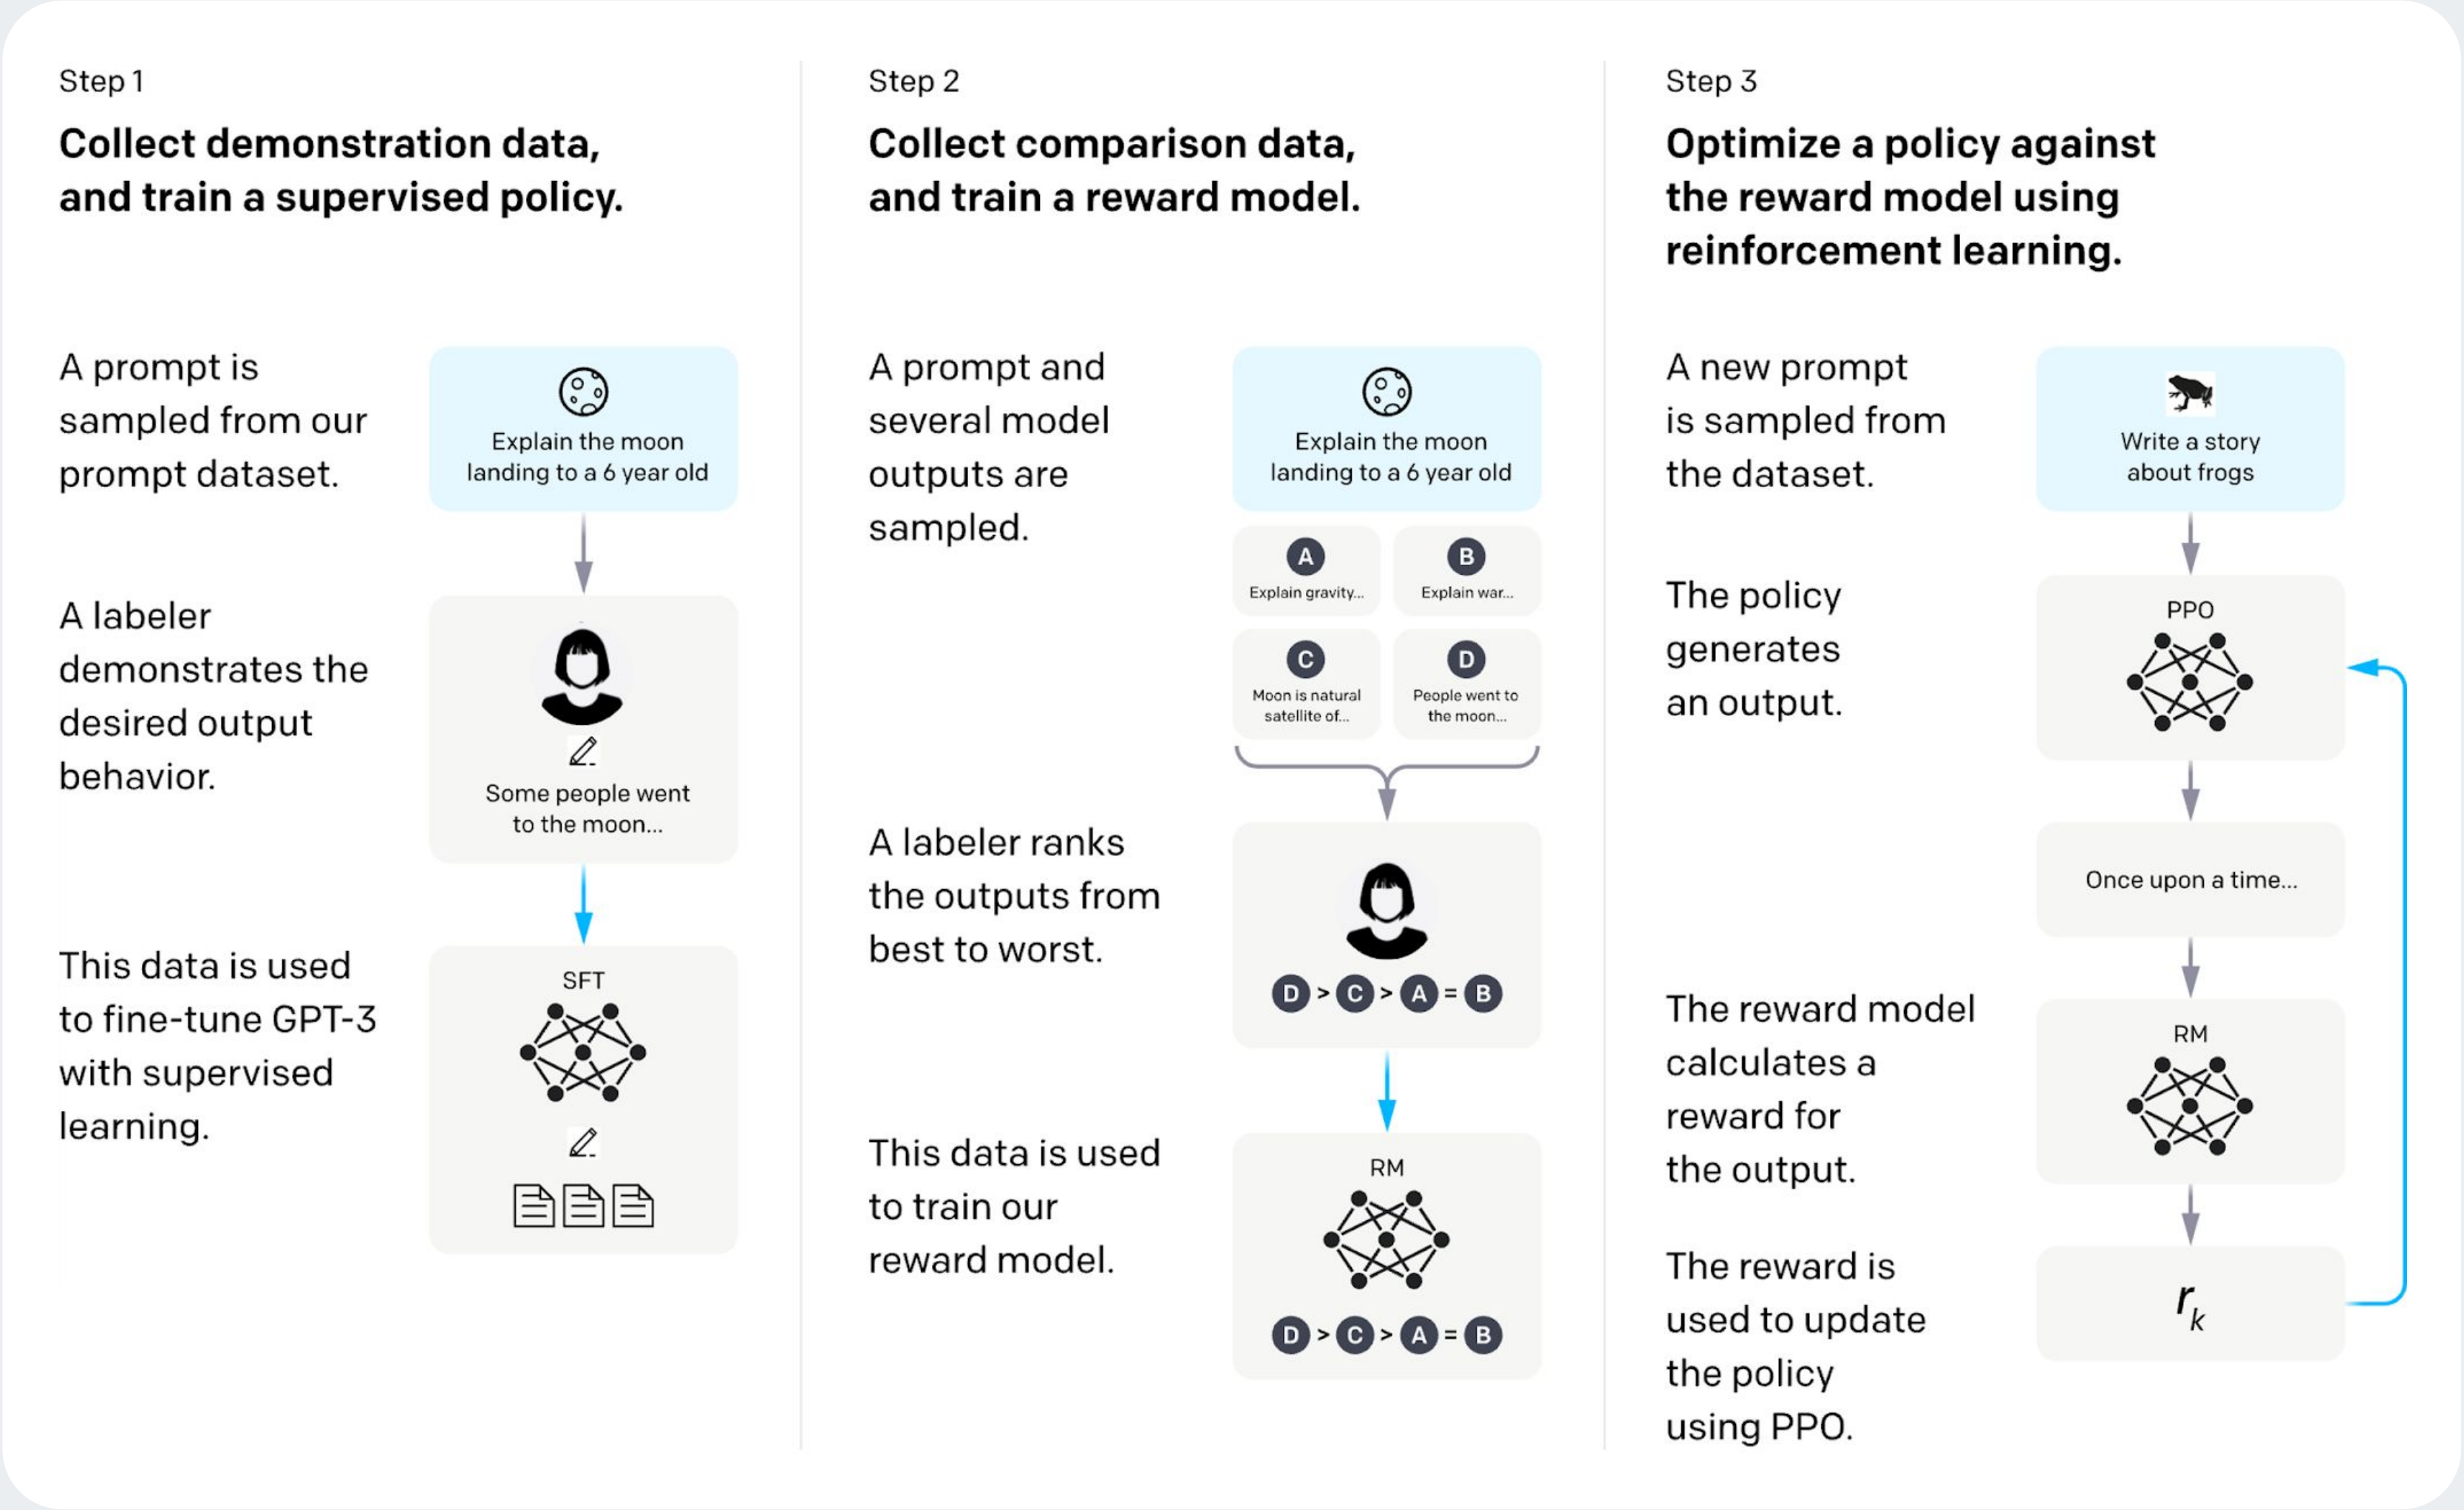 Step 1
Collect demonstration data,
and train a supervised policy.
A prompt is
sampled from our
prompt dataset.
Explain the moon
landing to a 6 year old
A labeler
demonstrates the
desired output
behavior.
Some people went
to the moon...
This data is used
to fine-tune GPT-3
with supervised
learning.
SFT
Step 2
Collect comparison data,
and train a reward model.
A prompt and
several model
outputs are
sampled.
Explain the moon
landing to a 6 year old
A
Explain gravity...
B
Explain war...
C
Moon is natural
satellite of...
D
People went to
the moon...
A labeler ranks
the outputs from
best to worst.
D > C > A = B
This data is used
to train our
reward model.
RM
D > C > A = B
Step 3
Optimize a policy against
the reward model using
reinforcement learning.
A new prompt
is sampled from
the dataset.
Write a story
about frogs
The policy
generates
an output.
PPO
Once upon a time...
The reward model
calculates a
reward for
the output.
RM
The reward is
used to update
the policy
using PPO.
rk